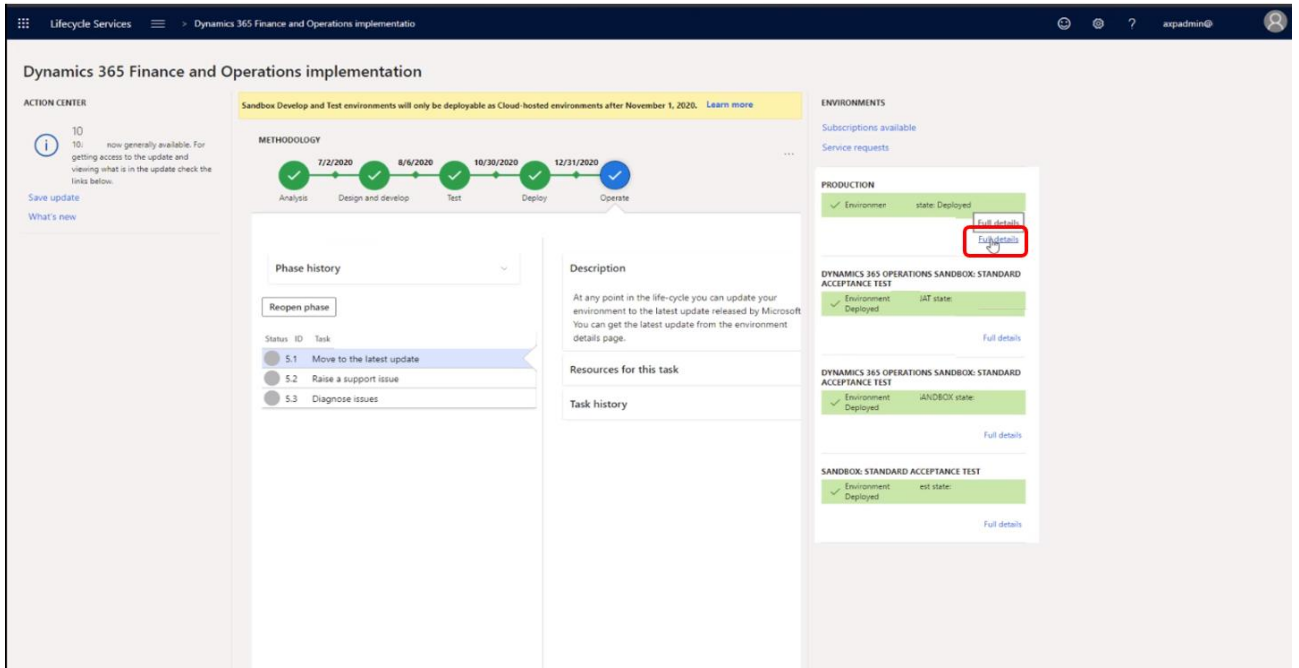 Lifecycle Services > Dynamics 365 Finance and Operations implementatio ? axpadmin@
Dynamics 365 Finance and Operations implementation
ACTION CENTER
10
10. now generally available. For
getting access to the update and
viewing what is in the update check the
links below.
Save update
What's new
Sandbox Develop and Test environments will only be deployable as Cloud-hosted environments after November 1, 2020. Learn more
METHODOLOGY
...
7/2/2020 8/6/2020 10/30/2020 12/31/2020
Analysis Design and develop Test Deploy Operate
Phase history
Reopen phase
Status ID Task
5.1 Move to the latest update
5.2 Raise a support issue
5.3 Diagnose issues
Description
At any point in the life-cycle you can update your
environment to the latest update released by Microsoft
You can get the latest update from the environment
details page.
Resources for this task
Task history
ENVIRONMENTS
Subscriptions available
Service requests
PRODUCTION
Environmen state: Deployed
Full details
Full details
DYNAMICS 365 OPERATIONS SANDBOX: STANDARD
ACCEPTANCE TEST
Environment state:
Deployed
Full details
DYNAMICS 365 OPERATIONS SANDBOX: STANDARD
ACCEPTANCE TEST
Environment state:
Deployed
Full details
SANDBOX: STANDARD ACCEPTANCE TEST
Environment est state:
Deployed
Full details